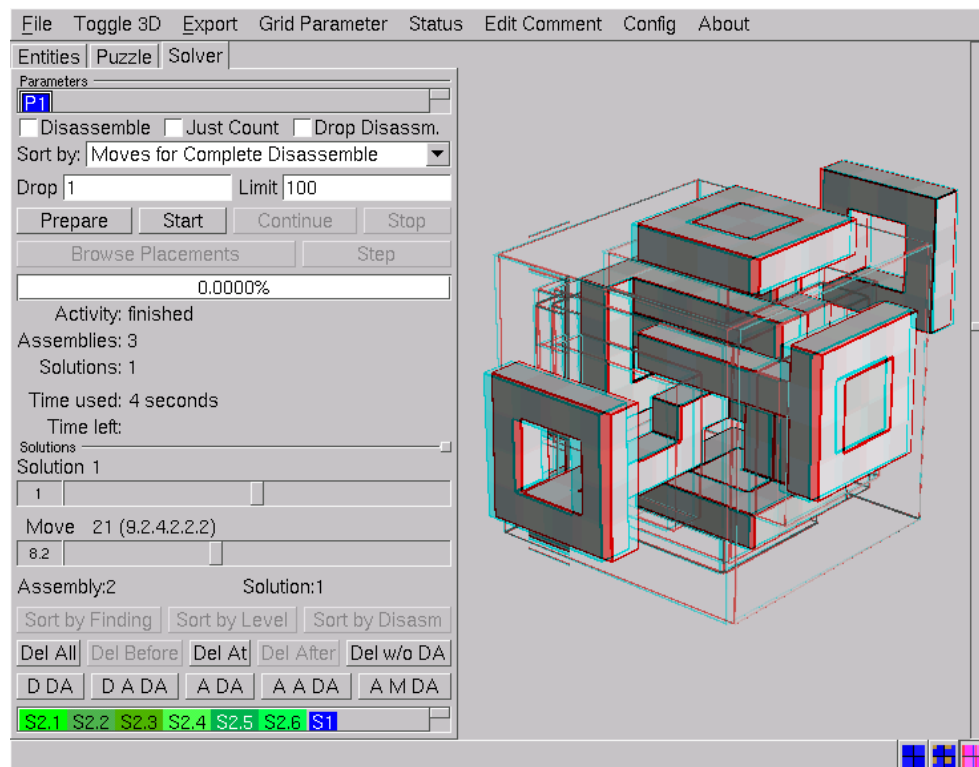 File Toggle 3D Export Grid Parameter Status Edit Comment Config About
Entities Puzzle Solver
Parameters
P1
Disassemble Just Count Drop Disassm.
Sort by: Moves for Complete Disassemble
Drop 1 Limit 100
Prepare Start Continue Stop
Browse Placements Step
0.0000%
Activity: finished
Assemblies: 3
Solutions: 1
Time used: 4 seconds
Time left:
Solutions
Solution 1
1
Move 21 (9.2.4.2.2.2)
8.2
Assembly:2 Solution:1
Sort by Finding Sort by Level Sort by Disasm
Del All Del Before Del At Del After Del w/o DA
D DA D A DA A DA A A DA A M DA
S2.1 S2.2 S2.3 S2.4 S2.5 S2.6 S1